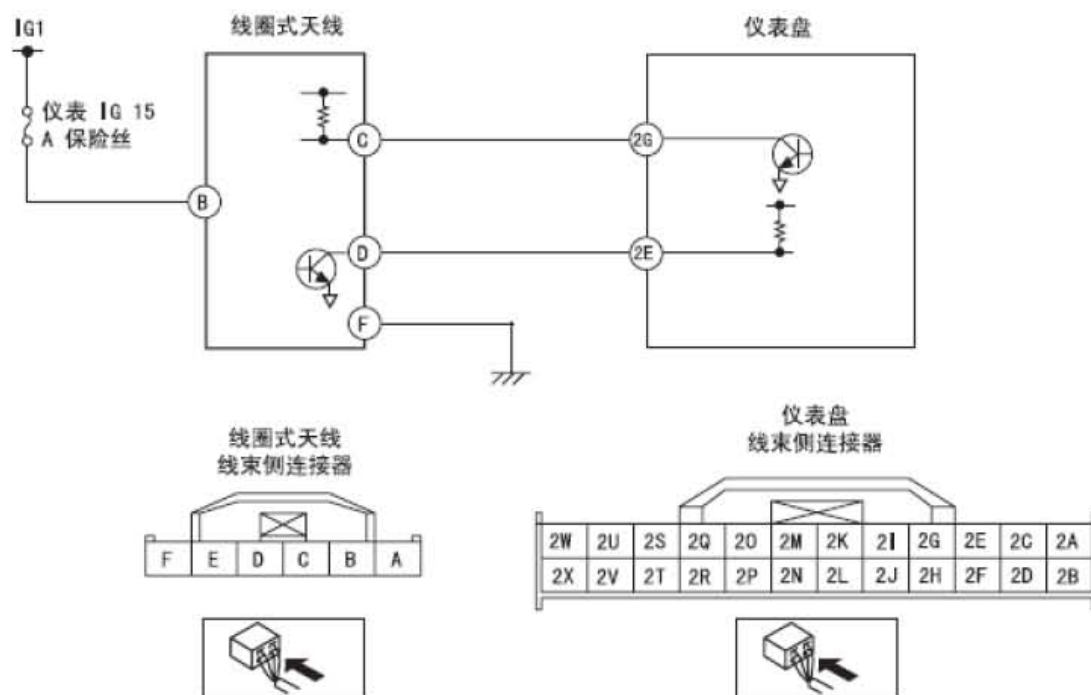 IG1
线圈式天线
仪表盘
仪表 IG 15
A 保险丝
C
2G
B
D
2E
F
仪表盘
线束侧连接器
线圈式天线
线束侧连接器
F E D C B A
2W 2U 2S 2Q 2O 2M 2K 2I 2G 2E 2C 2A
2X 2V 2T 2R 2P 2N 2L 2J 2H 2F 2D 2B